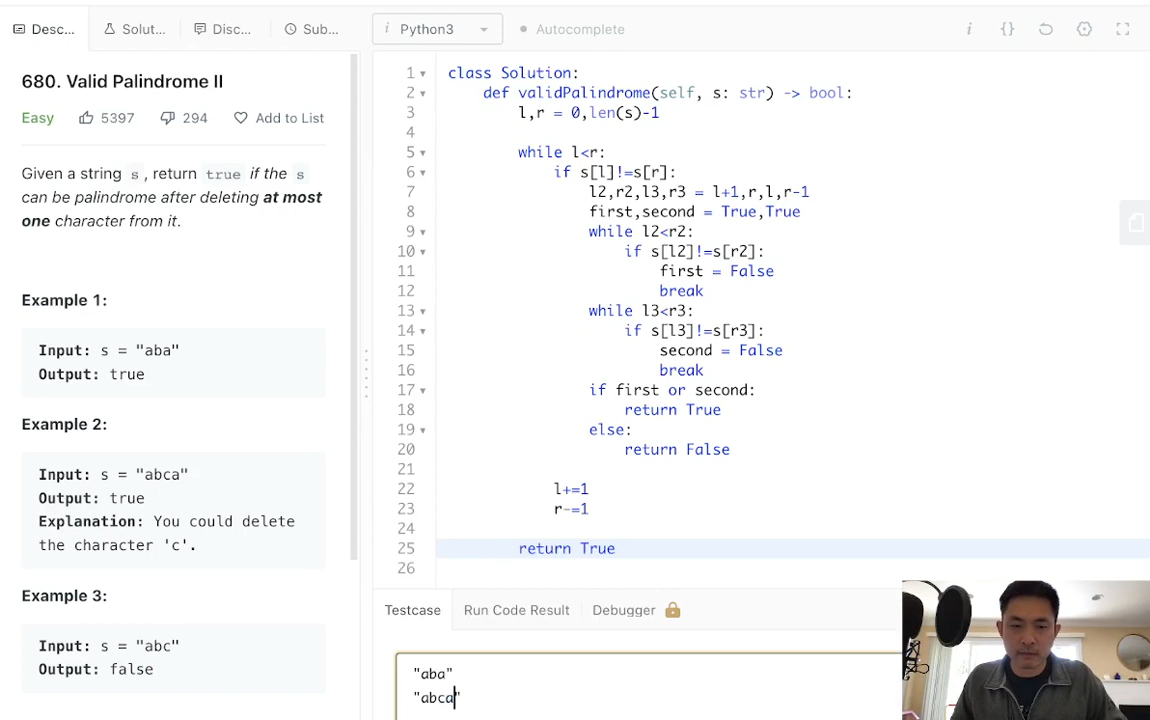 Desc...
Solut...
Disc...
Sub...
i Python3
Autocomplete
i {}
680. Valid Palindrome II
Easy 5397 294 Add to List
Given a string s , return true if the s
can be palindrome after deleting at most
one character from it.
Example 1:
Input: s = "aba"
Output: true
Example 2:
Input: s = "abca"
Output: true
Explanation: You could delete
the character 'c'.
Example 3:
Input: s = "abc"
Output: false
1 class Solution:
2 def validPalindrome(self, s: str) -> bool:
3 l,r = 0,len(s)-1
4
5 while l<r:
6 if s[l]!=s[r]:
7 l2,r2,l3,r3 = l+1,r,l,r-1
8 first,second = True,True
9 while l2<r2:
10 if s[l2]!=s[r2]:
11 first = False
12 break
13 while l3<r3:
14 if s[l3]!=s[r3]:
15 second = False
16 break
17 if first or second:
18 return True
19 else:
20 return False
21
22 l+=1
23 r-=1
24
25 return True
26
Testcase Run Code Result Debugger
"aba"
"abca"